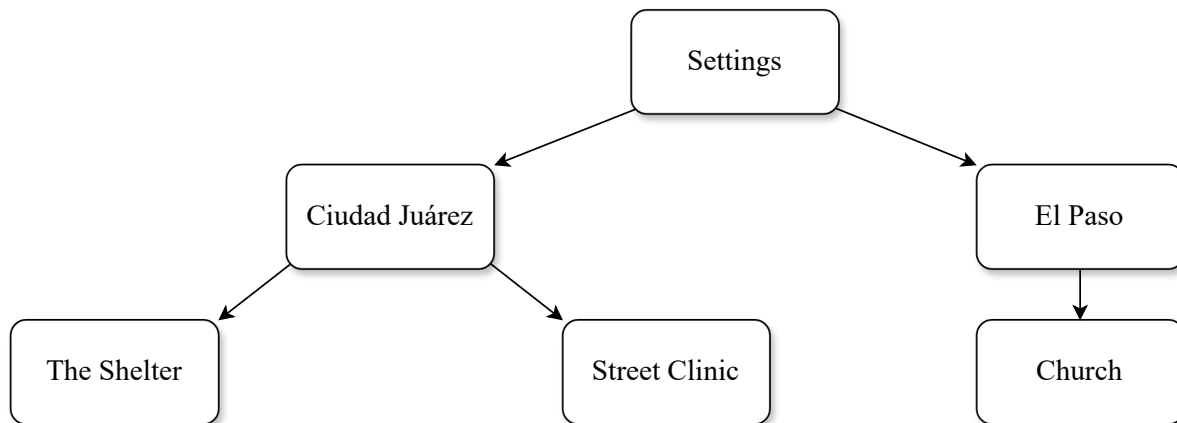 Settings
Ciudad Juárez
El Paso
The Shelter
Street Clinic
Church